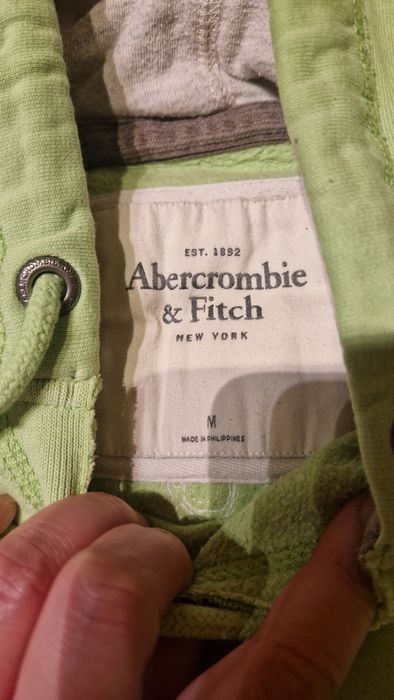 EST. 1892
Abercrombie
& Fitch
NEW YORK
M
MADE IN PHILIPPINES